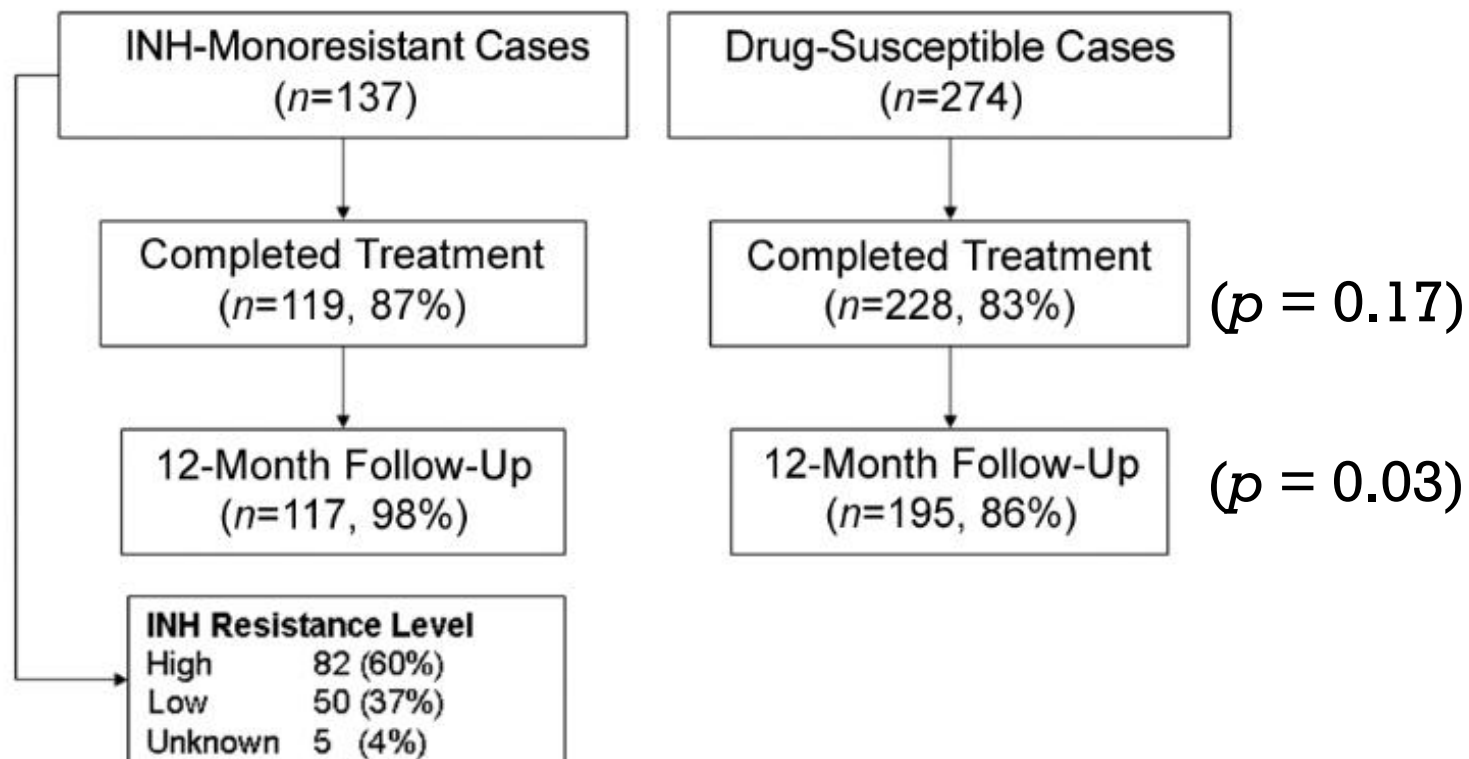 INH-Monoresistant Cases
(n=137)
Drug-Susceptible Cases
(n=274)
Completed Treatment
(n=119, 87%)
Completed Treatment
(n=228, 83%)
(p = 0.17)
12-Month Follow-Up
(n=117, 98%)
12-Month Follow-Up
(n=195, 86%)
(p = 0.03)
INH Resistance Level
High 82 (60%)
Low 50 (37%)
Unknown 5 (4%)